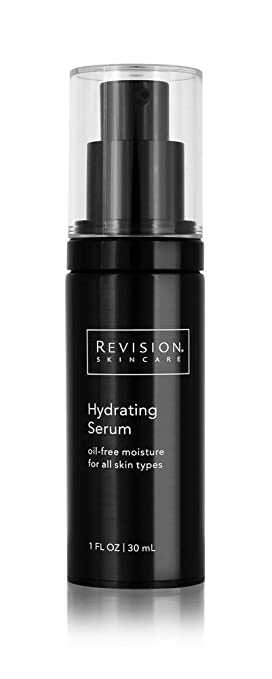 REVISION®
SKINCARE
Hydrating
Serum
oil-free moisture
for all skin types
1 FL OZ | 30 mL